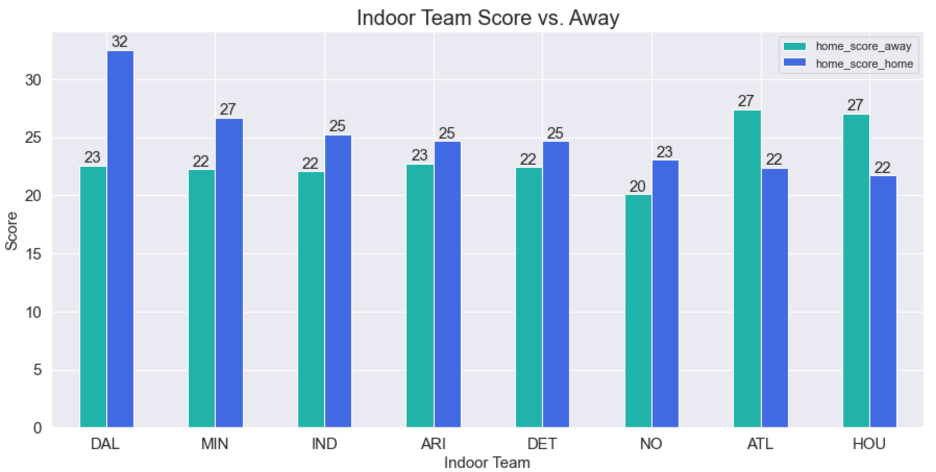 Indoor Team Score vs. Away
home_score_away
home_score_home
Score
30
25
20
15
10
5
0
23 32
22 27
22 25
23 25
22 25
20 23
27 22
27 22
DAL MIN IND ARI DET NO ATL HOU
Indoor Team